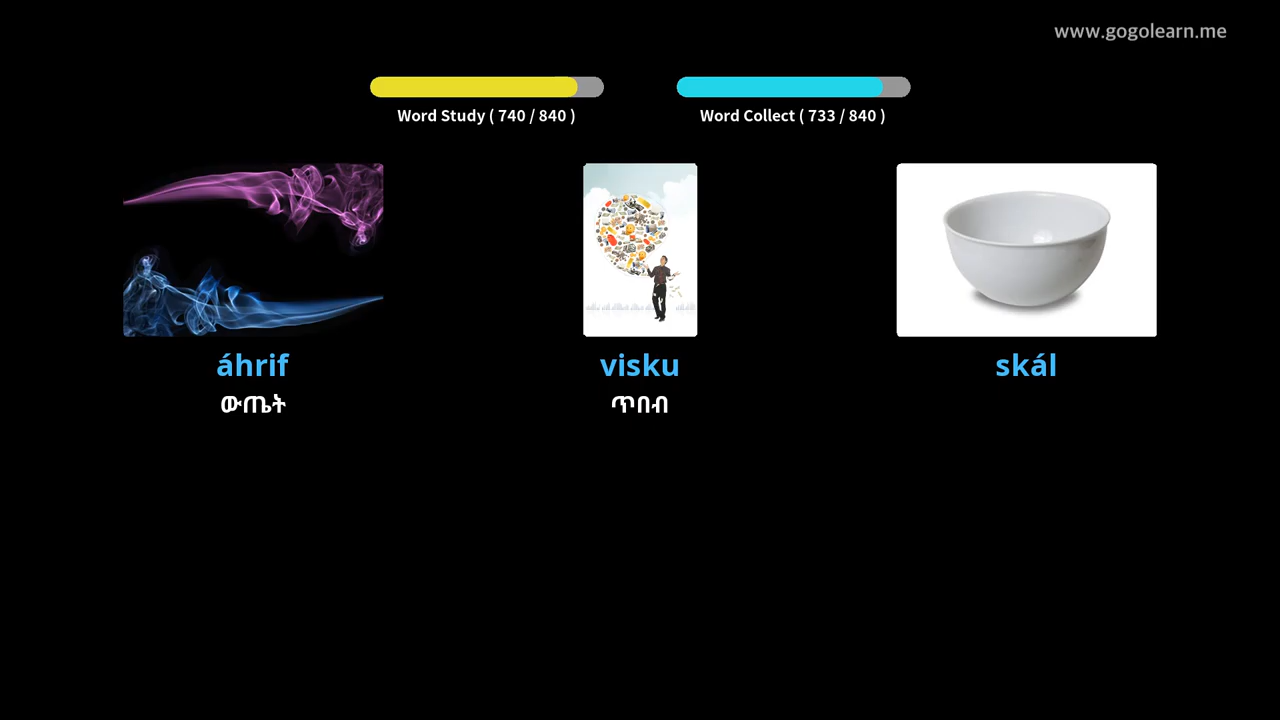 www.gogolearn.me
Word Study ( 740 / 840 )
Word Collect ( 733 / 840 )
áhrif
visku
skál
ውጤት
ጥበብ